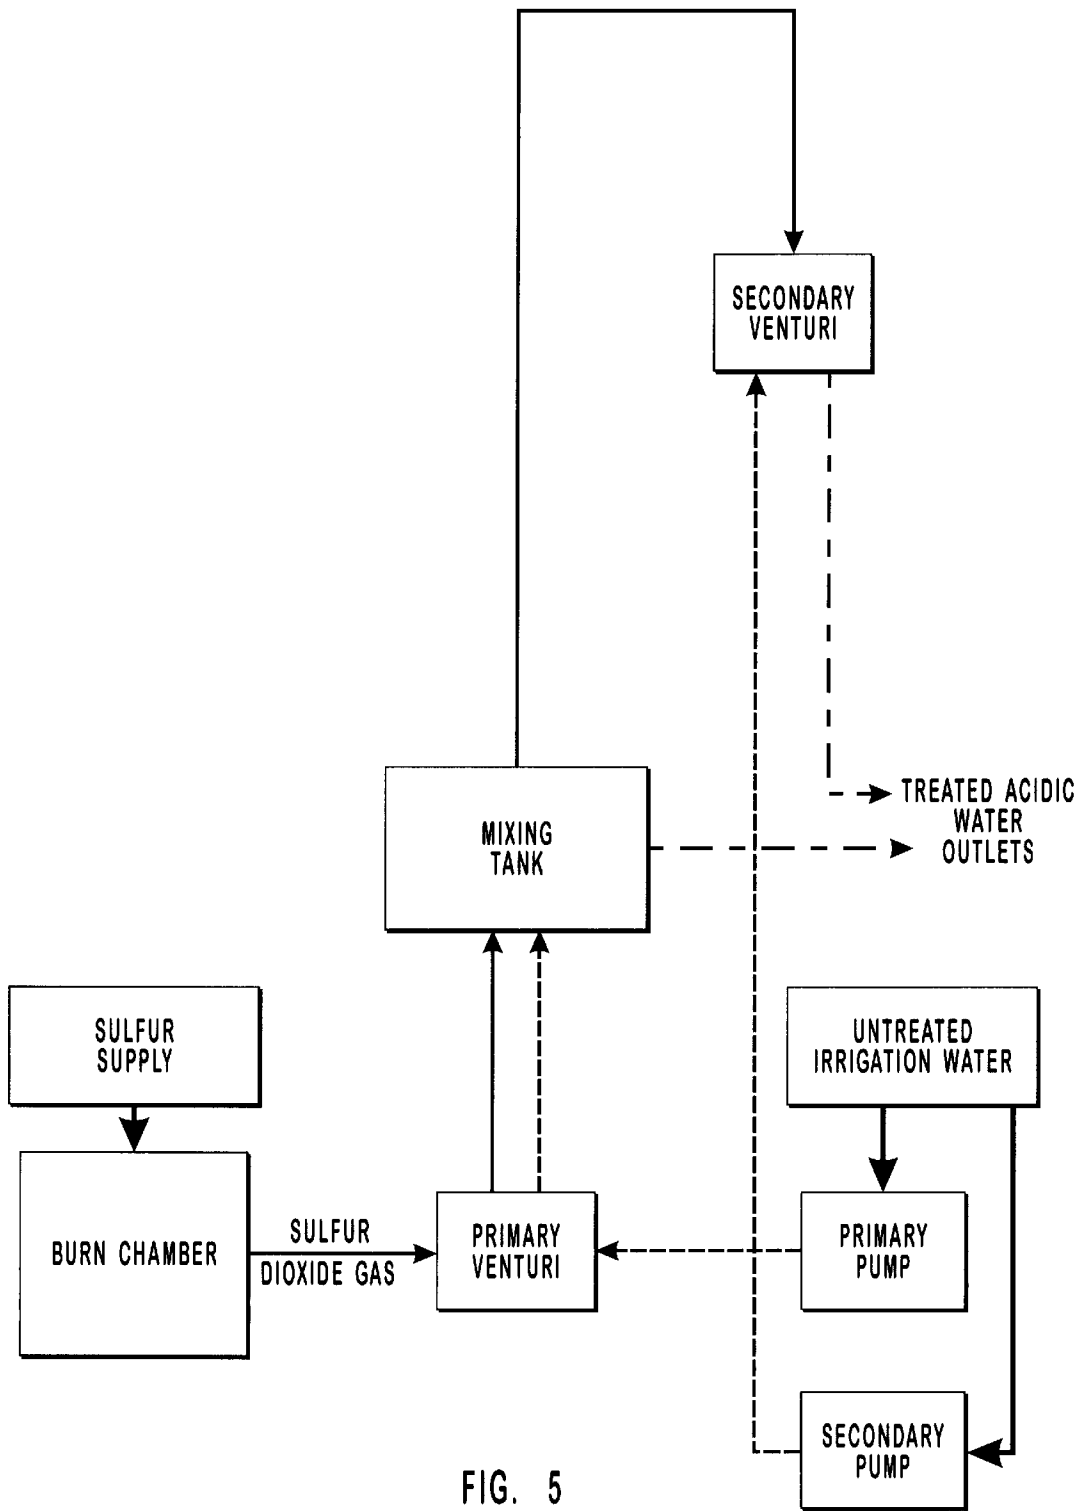 SECONDARY
VENTURI
TREATED ACIDIC
WATER
OUTLETS
MIXING
TANK
SULFUR
SUPPLY
UNTREATED
IRRIGATION WATER
BURN CHAMBER
SULFUR
DIOXIDE GAS
PRIMARY
VENTURI
PRIMARY
PUMP
SECONDARY
PUMP
FIG. 5